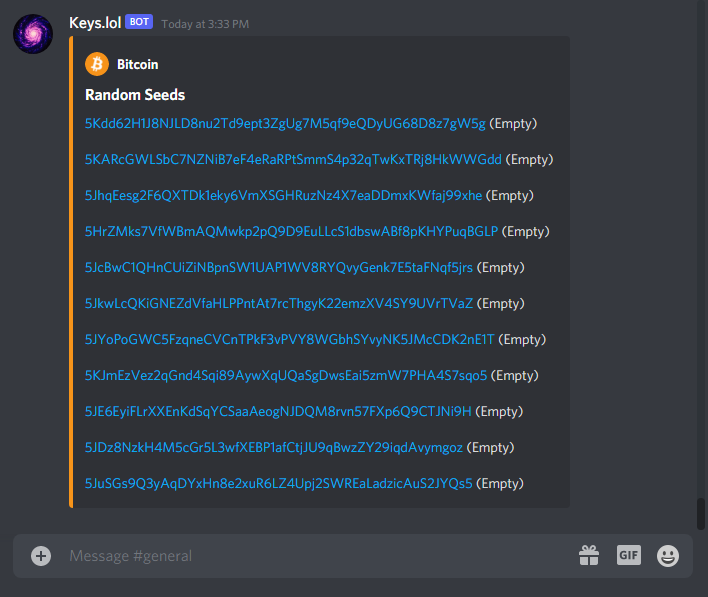 Keys.lol BOT Today at 3:33 PM
Bitcoin
Random Seeds
5Kdd62H1J8NJLD8nu2Td9ept3ZgUg7M5qf9eQDyUG68D8z7gW5g (Empty)
5KARcGWLSbC7NZNiB7eF4eRaRPtSmmS4p32qTwKxTRj8HkWWGdd (Empty)
5JhqEesg2F6QXTDk1eky6VmXSGHRuzNz4X7eaDDmxKWfaj99xhe (Empty)
5HrZMks7VfWBmAQMwkp2pQ9D9EuLLcS1dbswABf8pKHYPuqBGLP (Empty)
5JcBwC1QHnCUiZiNBpnSW1UAP1WV8RYQvyGenk7E5taFNqf5jrs (Empty)
5JkwLcQKiGNEZdVfaHLPPntAt7rcThgyK22emzXV4SY9UVrTVaZ (Empty)
5JYoPoGWC5FzqneCVCnTPkF3vPVY8WGbhSYvyNK5JMcCDK2nE1T (Empty)
5KJmEzVez2qGnd4Sqi89AywXqUQaSgDwsEai5zmW7PHA4S7sqo5 (Empty)
5JE6EyiFLrXXEnKdSqYCSaaAeogNJDQM8rvn57FXp6Q9CTJNi9H (Empty)
5JDz8NzkH4M5cGr5L3wfXEBP1afCtjJU9qBwzZY29iqdAvymgoz (Empty)
5JuSGs9Q3yAqDYxHn8e2xuR6LZ4Upj2SWREaLadzicAuS2JYQs5 (Empty)
Message #general GIF